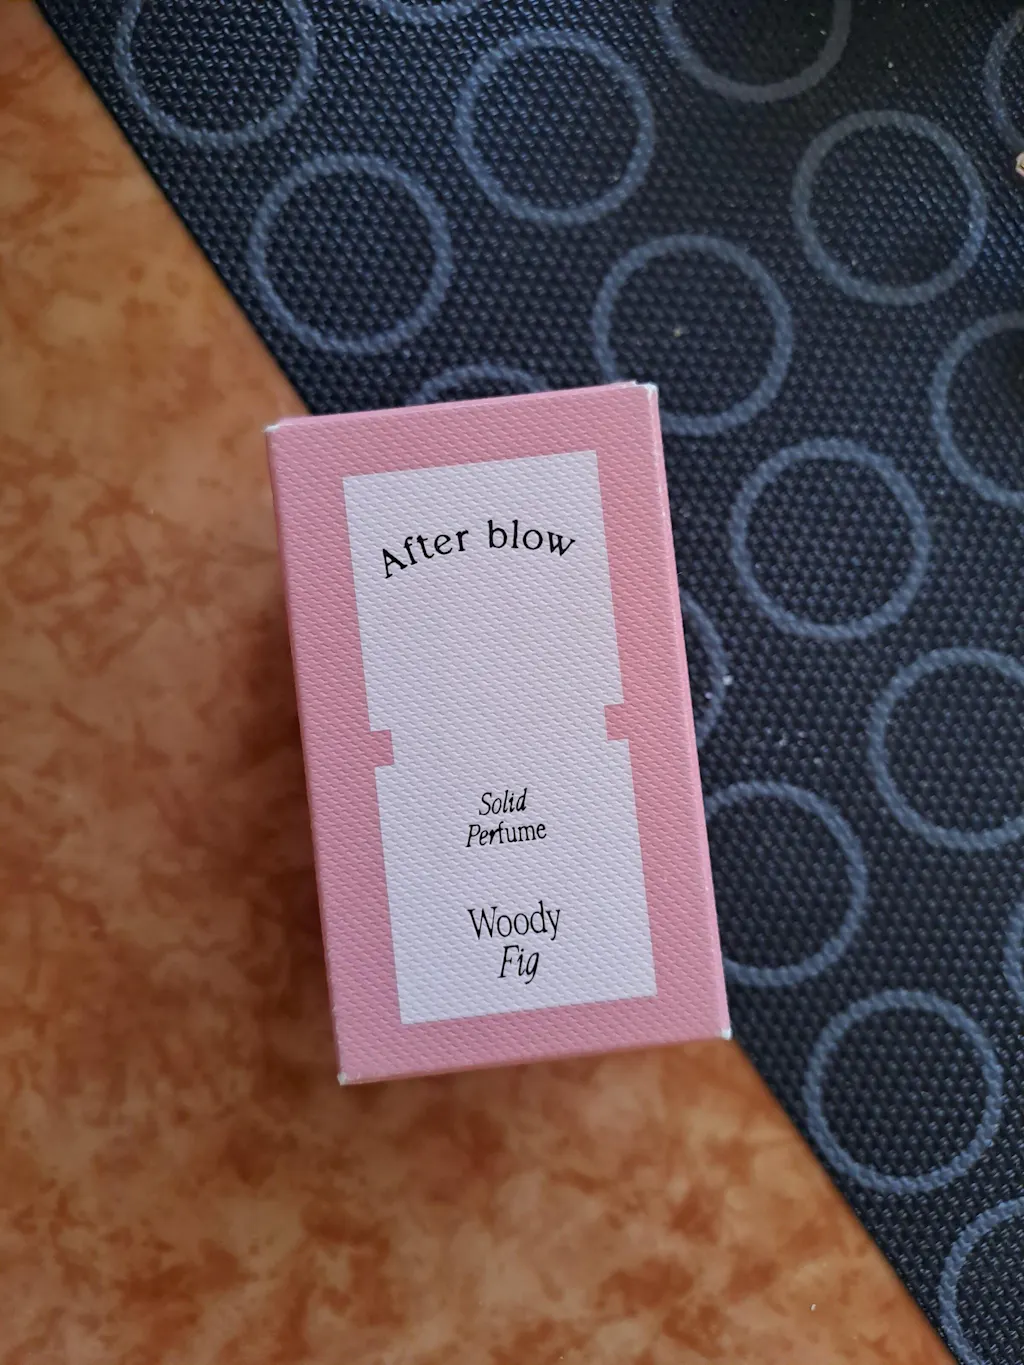 After blow
Solid
Perfume
Woody
Fig